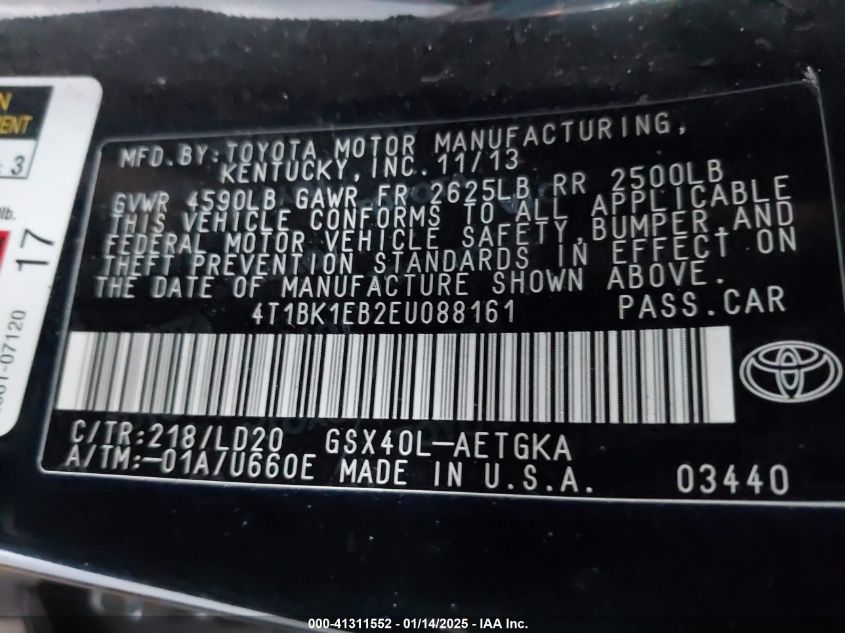 MFD.BY:TOYOTA MOTOR MANUFACTURING,
KENTUCKY, INC. 11/13
GVWR 4590LB GAWR FR 2625LB RR 2500LB
THIS VEHICLE CONFORMS TO ALL APPLICABLE
FEDERAL MOTOR VEHICLE SAFETY,BUMPER,AND
THEFT PREVENTION STANDARDS IN EFFECT ON
THE DATE OF MANUFACTURE SHOWN ABOVE.
4T1BK1EB2EU088161 PASS.CAR
C/TR:218/LD20 GSX40L-AETGKA
A/TM:-01A/U660E MADE IN U.S.A. 03440
3
lb.
17
07120
000-41311552 / 01/14/2025 - IAA Inc.